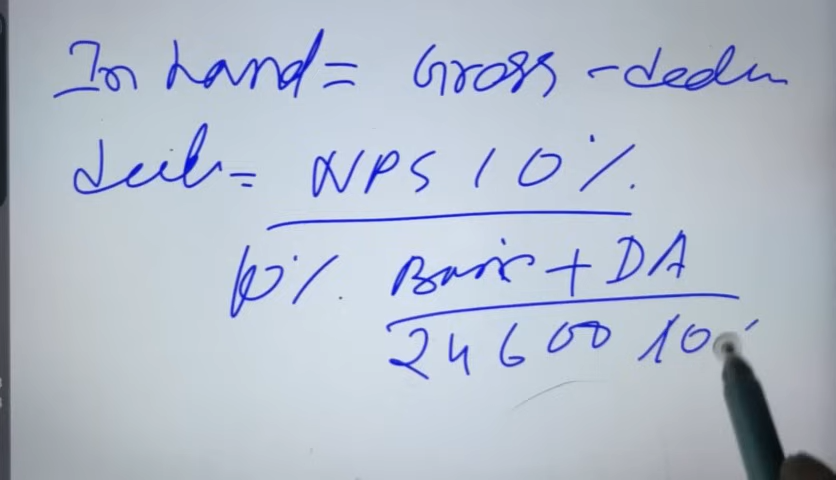 In hand = Gross - dedu
dedu = NPS 10%
10% Basic + DA
24600 10%